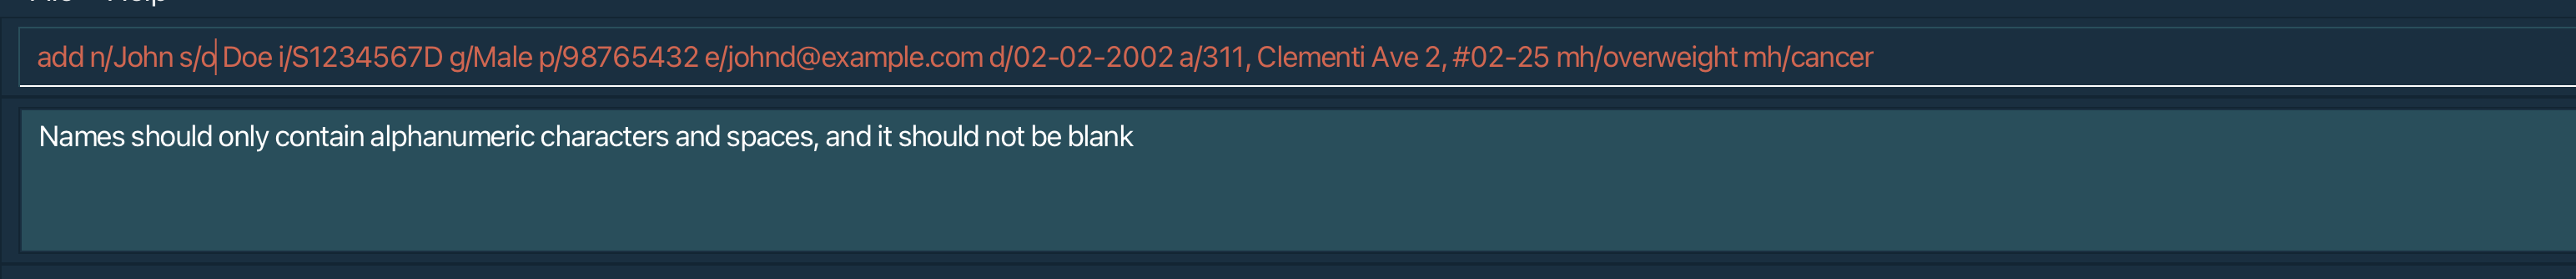 add n/John s/o Doe i/S1234567D g/Male p/98765432 e/johnd@example.com d/02-02-2002 a/311, Clementi Ave 2, #02-25 mh/overweight mh/cancer
Names should only contain alphanumeric characters and spaces, and it should not be blank